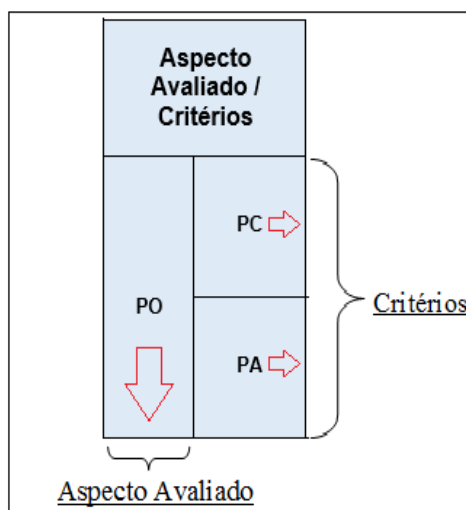 Aspecto
Avaliado /
Critérios
PC
PO
PA
Critérios
Aspecto Avaliado